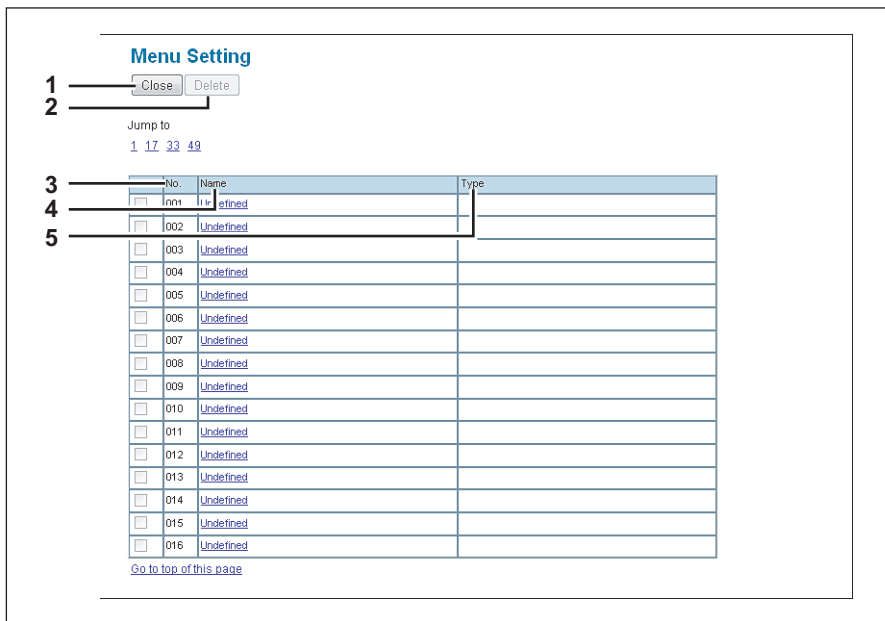 Menu Setting
1 Close Delete
2
Jump to
1 17 33 49
3 No. Name Type
4 001 Undefined
5 002 Undefined
003 Undefined
004 Undefined
005 Undefined
006 Undefined
007 Undefined
008 Undefined
009 Undefined
010 Undefined
011 Undefined
012 Undefined
013 Undefined
014 Undefined
015 Undefined
016 Undefined
Go to top of this page